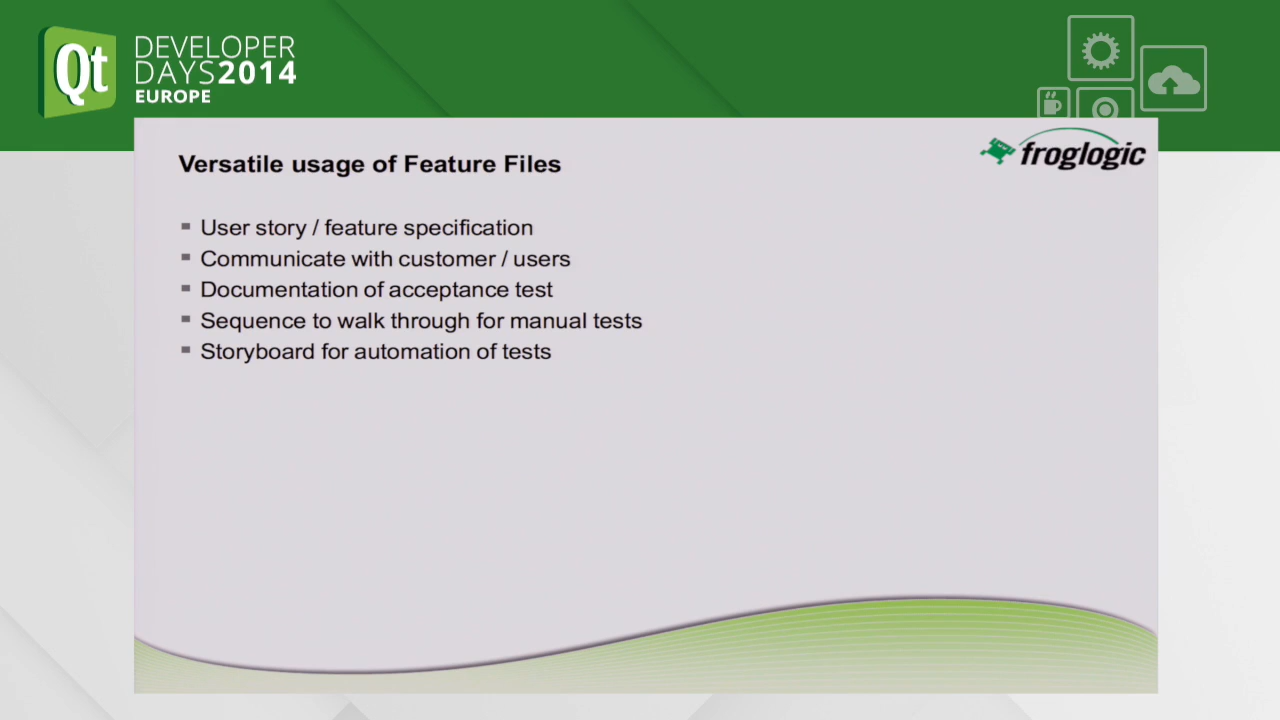 Qt
DEVELOPER
DAYS2014
EUROPE
froglogic
Versatile usage of Feature Files
User story / feature specification
Communicate with customer / users
Documentation of acceptance test
Sequence to walk through for manual tests
Storyboard for automation of tests